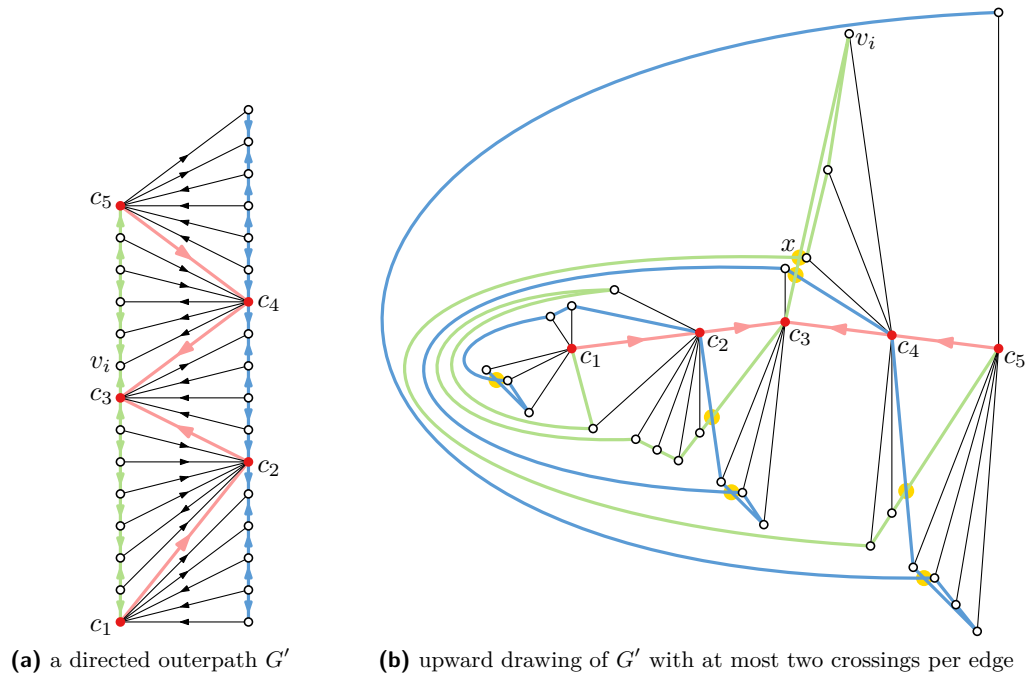 c5
c4
vi
c3
c2
c1
(a) a directed outerpath G′
vi
x
c1
c2
c3
c4
c5
(b) upward drawing of G′ with at most two crossings per edge